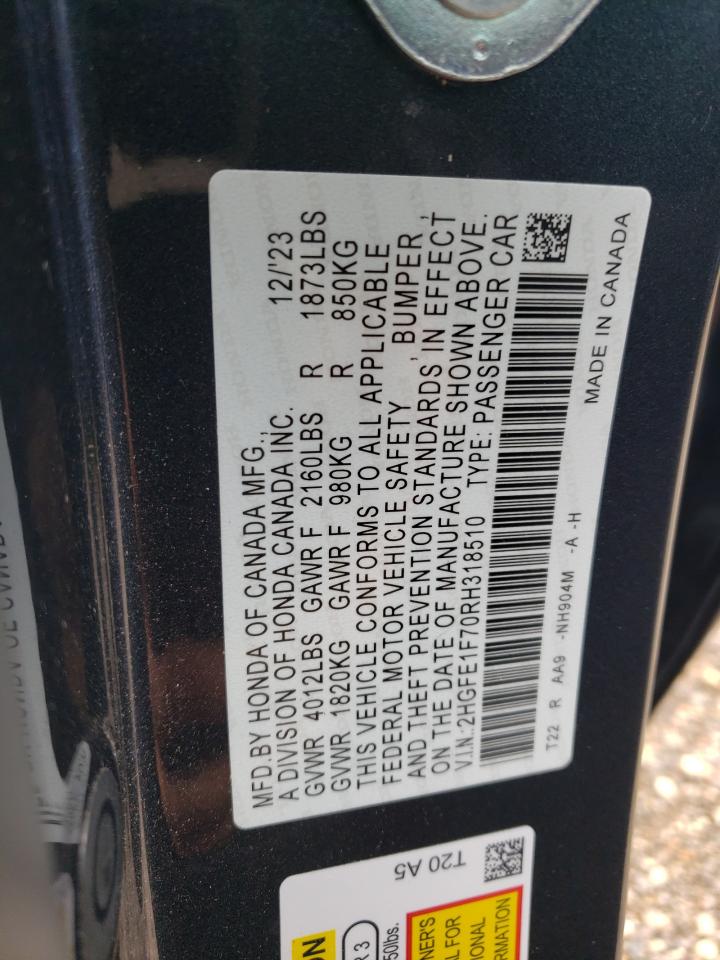 MFD.BY HONDA OF CANADA MFG.,
A DIVISION OF HONDA CANADA INC. 12/'23
GVWR 4012LBS GAWR F 2160LBS R 1873LBS
GVWR 1820KG GAWR F 980KG R 850KG
THIS VEHICLE CONFORMS TO ALL APPLICABLE
FEDERAL MOTOR VEHICLE SAFETY , BUMPER ,
AND THEFT PREVENTION STANDARDS IN EFFECT
ON THE DATE OF MANUFACTURE SHOWN ABOVE.
V.I.N.:2HGFE1F70RH318510 TYPE: PASSENGER CAR
T22 R AA9 -NH904M -A -H
MADE IN CANADA
T20 A5